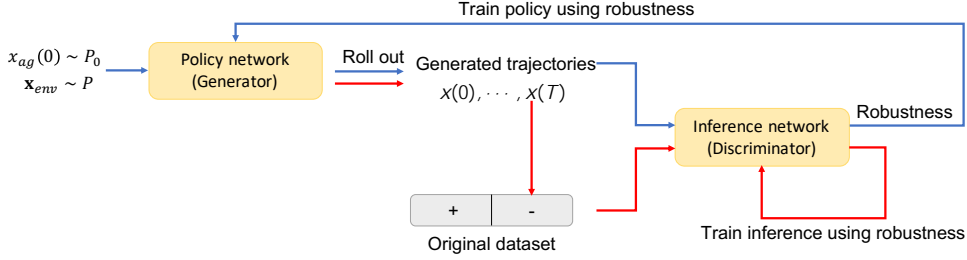 Train policy using robustness
x_ag(0) ~ P_0
x_env ~ P
Policy network
(Generator)
Roll out
Generated trajectories
x(0), · · · , x(T)
Inference network
(Discriminator)
Robustness
+ -
Original dataset
Train inference using robustness